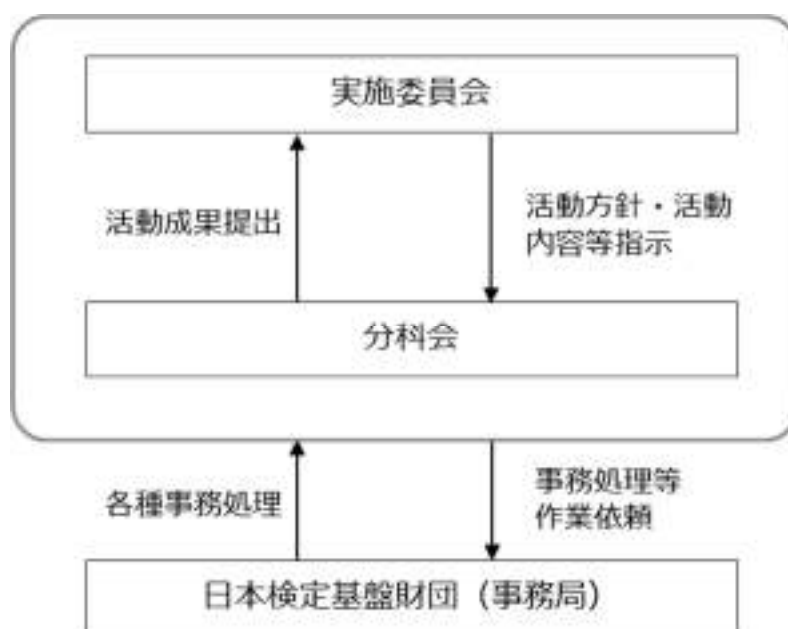 実施委員会
活動成果提出
活動方針・活動
内容等指示
分科会
各種事務処理
事務処理等
作業依頼
日本検定基盤財団（事務局）